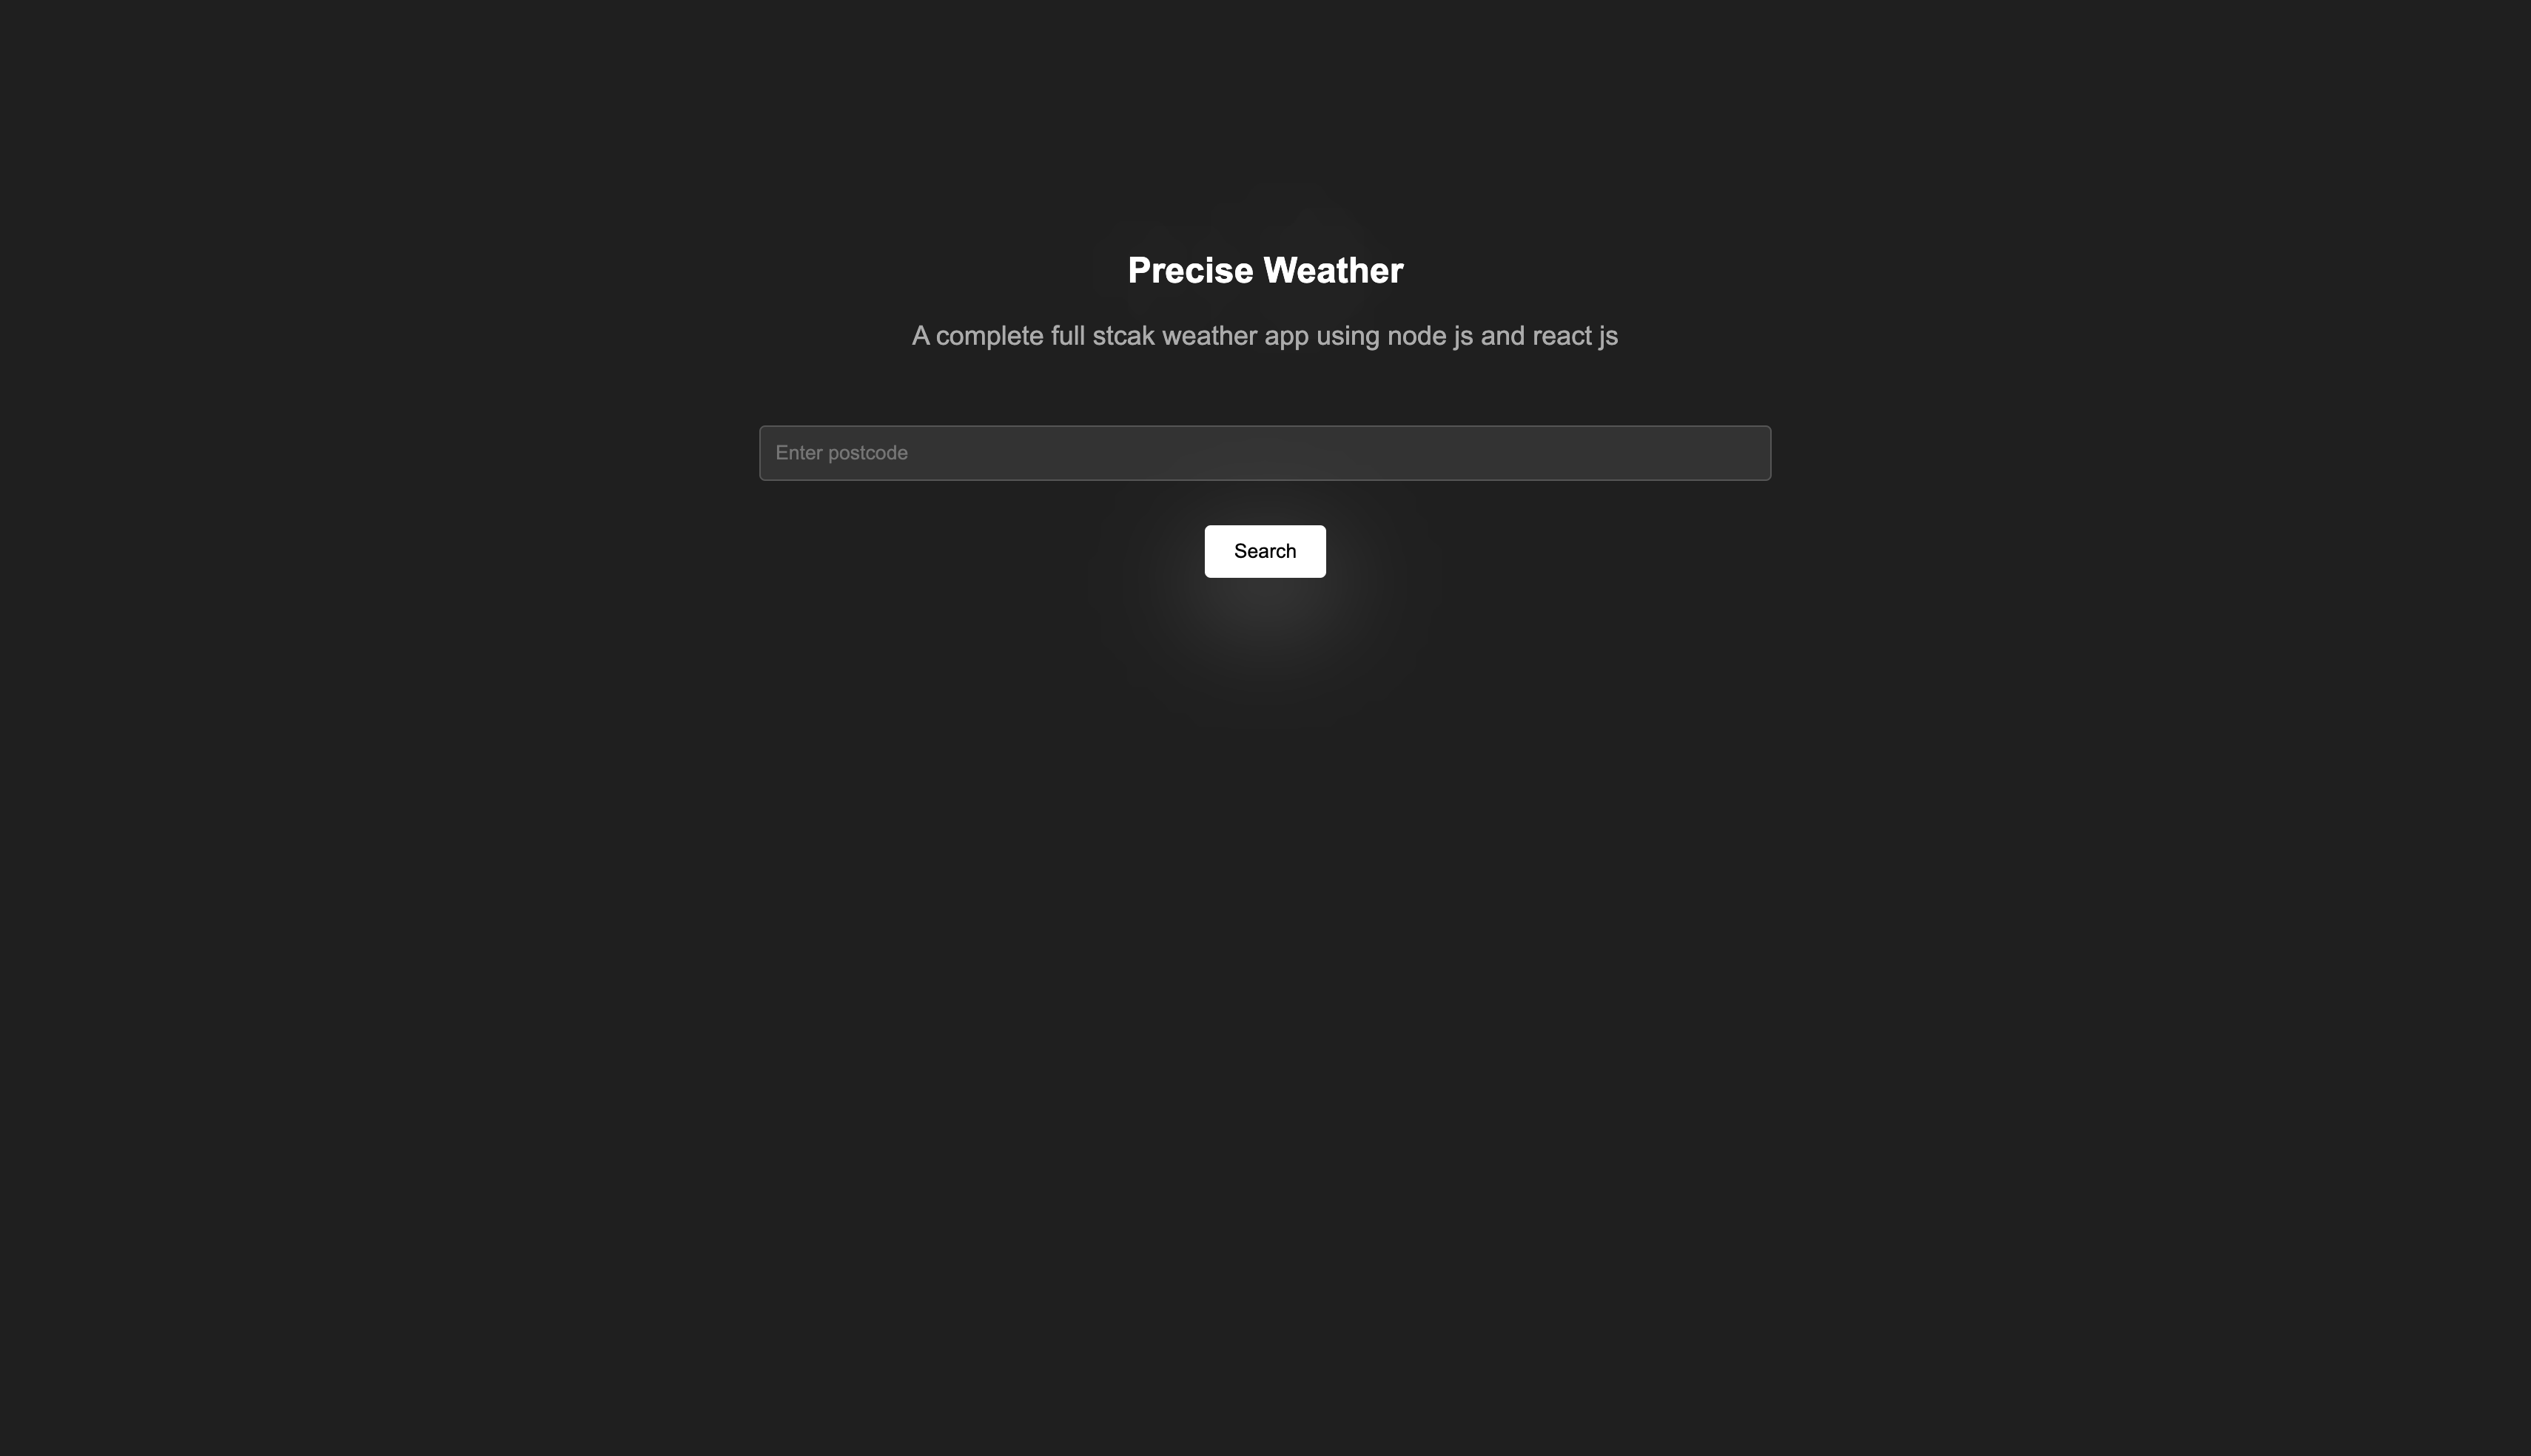 Precise Weather
A complete full stcak weather app using node js and react js
Enter postcode
Search